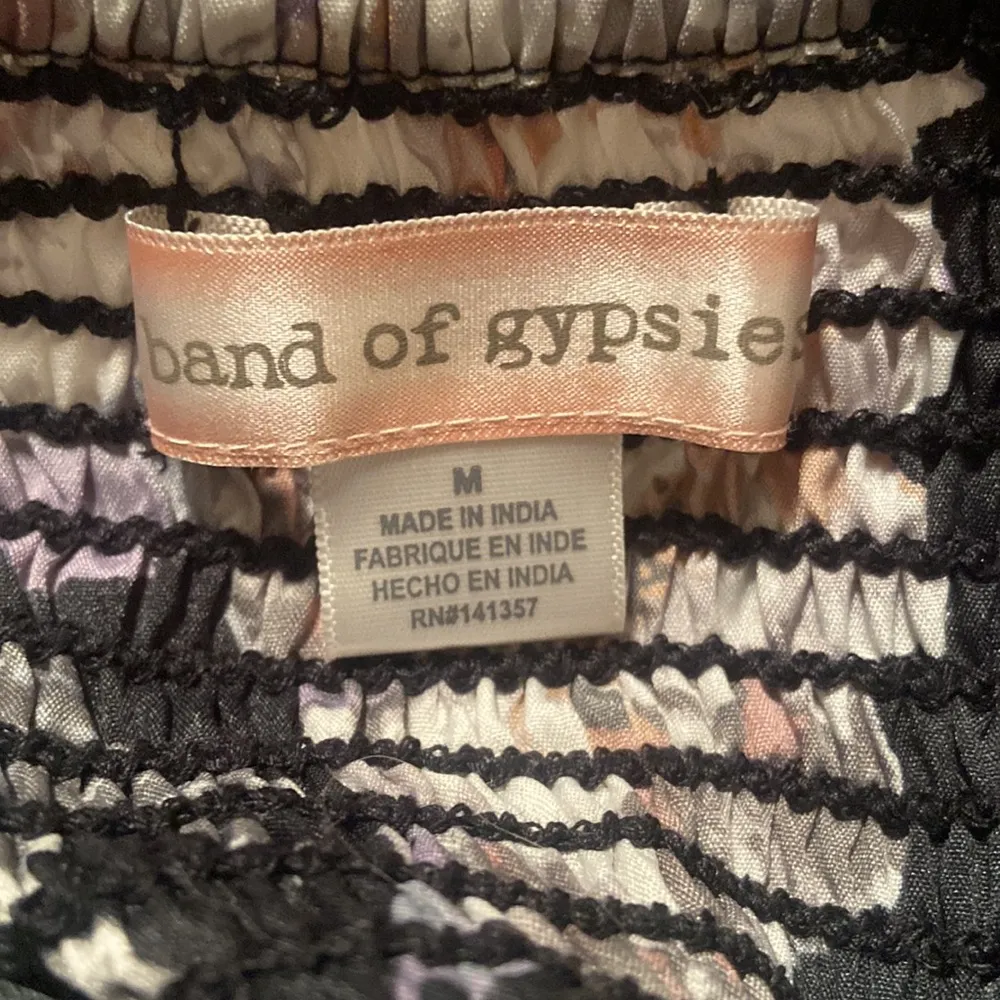 band of gypsies
M
MADE IN INDIA
FABRIQUE EN INDE
HECHO EN INDIA
RN#141357